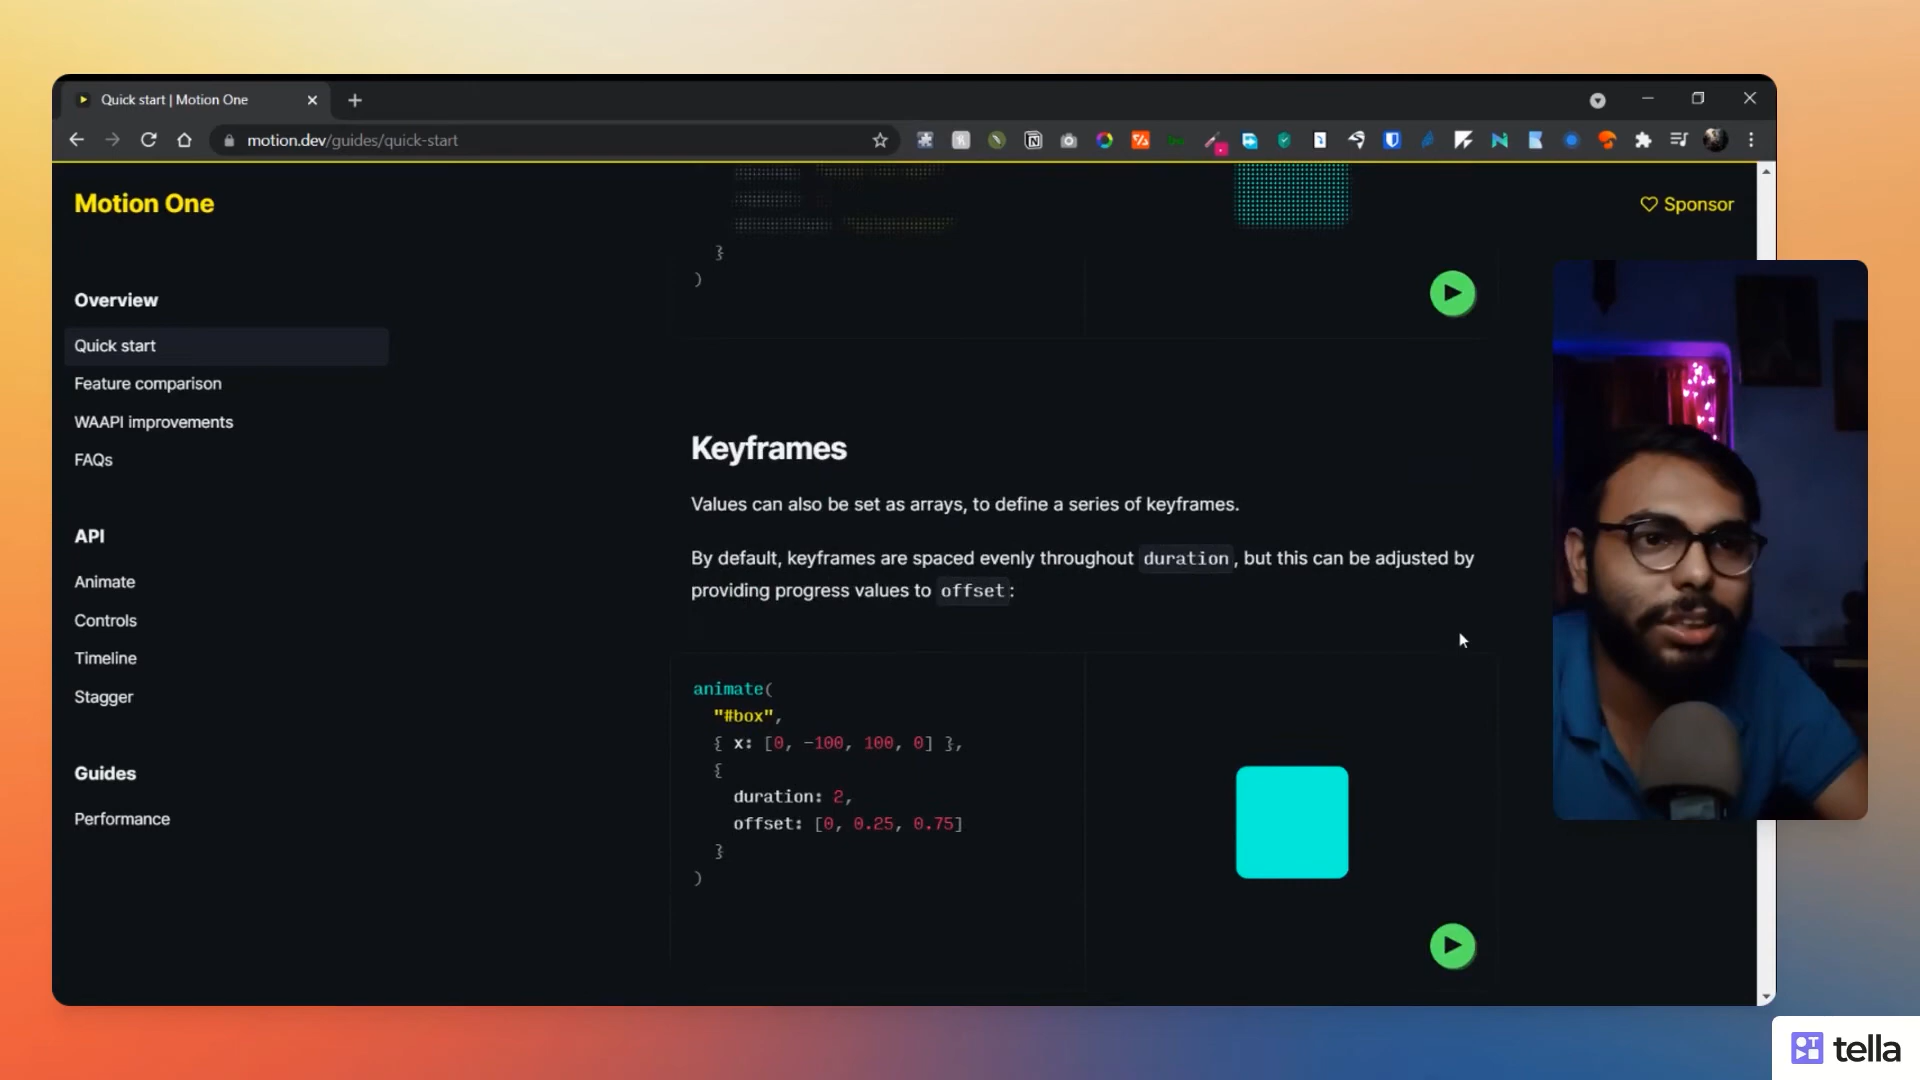 Quick start | Motion One
motion.dev/guides/quick-start
Motion One
Sponsor
Overview
Quick start
Feature comparison
WAAPI improvements
FAQs
API
Animate
Controls
Timeline
Stagger
Guides
Performance
}
)
Keyframes
Values can also be set as arrays, to define a series of keyframes.
By default, keyframes are spaced evenly throughout duration, but this can be adjusted by
providing progress values to offset:
animate(
"#box",
{ x: [0, -100, 100, 0] },
{
duration: 2,
offset: [0, 0.25, 0.75]
}
)
tella